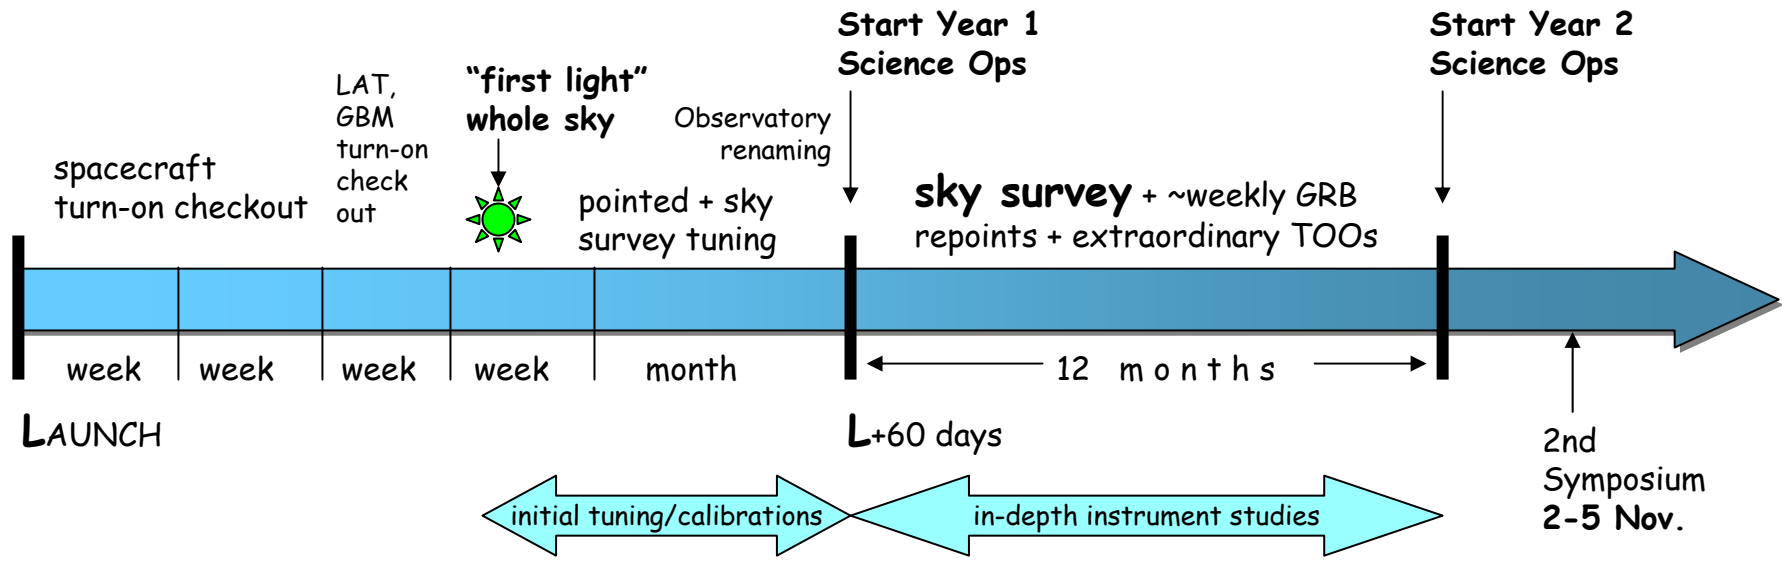 Start Year 1
Science Ops
Start Year 2
Science Ops
LAT,
GBM
turn-on
check
out
“first light”
whole sky
Observatory
renaming
spacecraft
turn-on checkout
pointed + sky
survey tuning
sky survey + ~weekly GRB
repoints + extraordinary TOOs
week
week
week
week
month
12 months
LAUNCH
L+60 days
2nd
Symposium
2-5 Nov.
initial tuning/calibrations
in-depth instrument studies